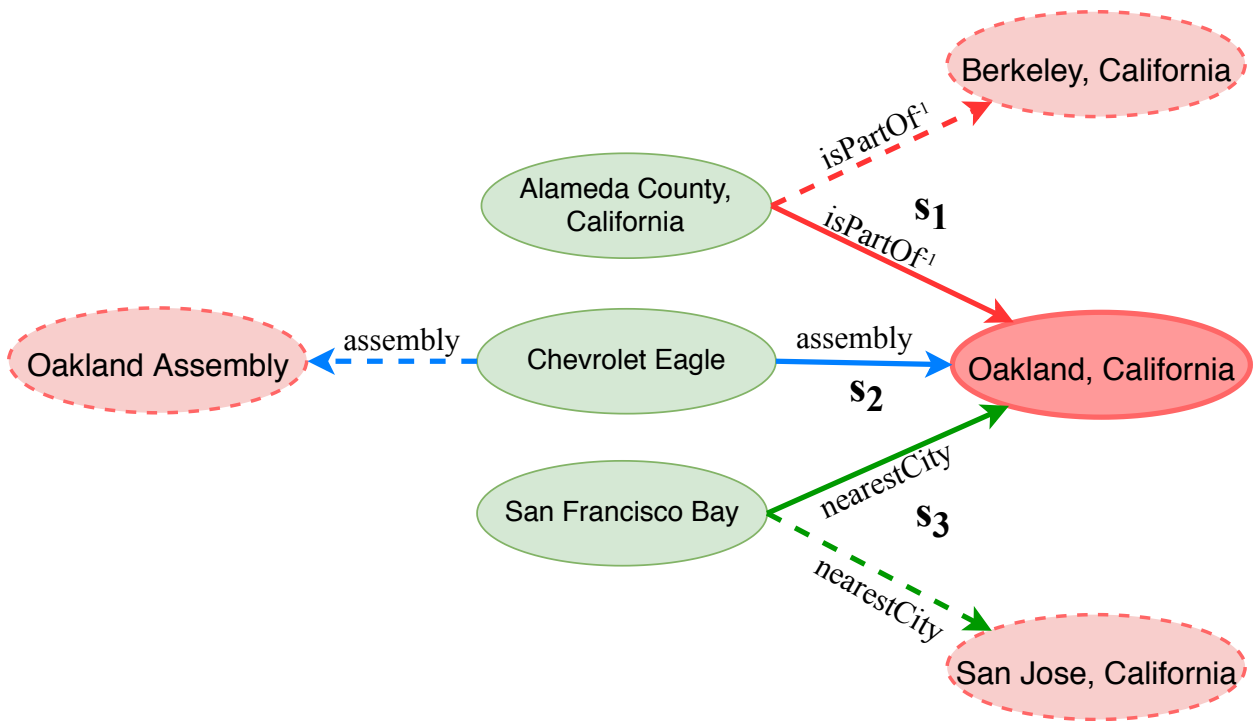 Berkeley, California
isPartOf-1
Alameda County,
California
s1
isPartOf-1
Oakland Assembly
assembly
Chevrolet Eagle
assembly
s2
Oakland, California
San Francisco Bay
nearestCity
s3
nearestCity
San Jose, California